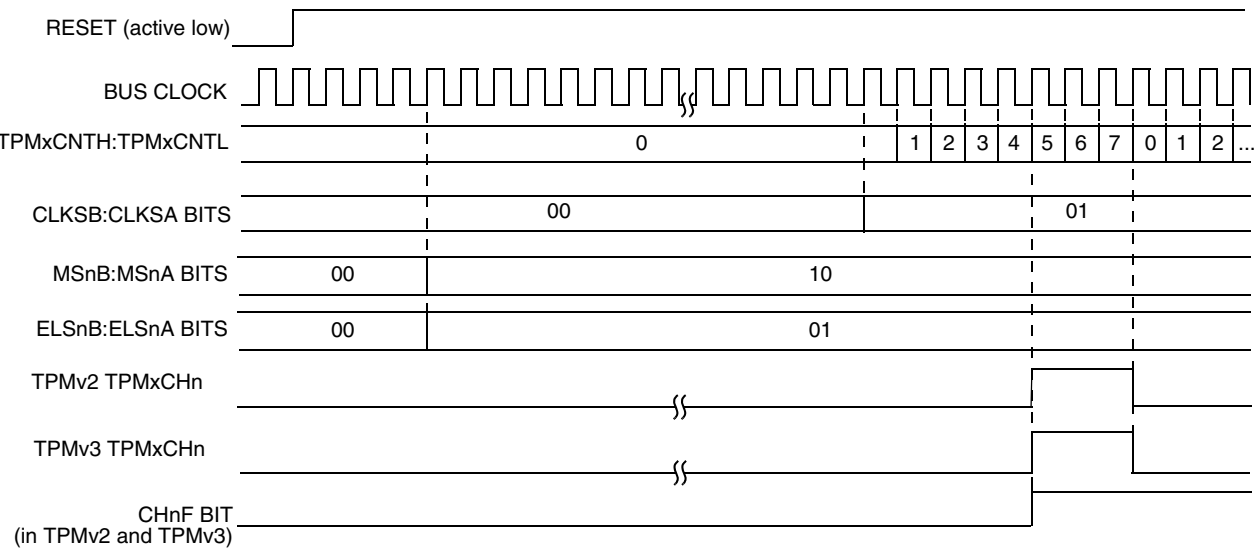 RESET (active low)
BUS CLOCK
TPMxCNTH:TPMxCNTL 0 1 2 3 4 5 6 7 0 1 2 ...
CLKSB:CLKSA BITS 00 01
MSnB:MSnA BITS 00 10
ELSnB:ELSnA BITS 00 01
TPMv2 TPMxCHn
TPMv3 TPMxCHn
CHnF BIT
(in TPMv2 and TPMv3)